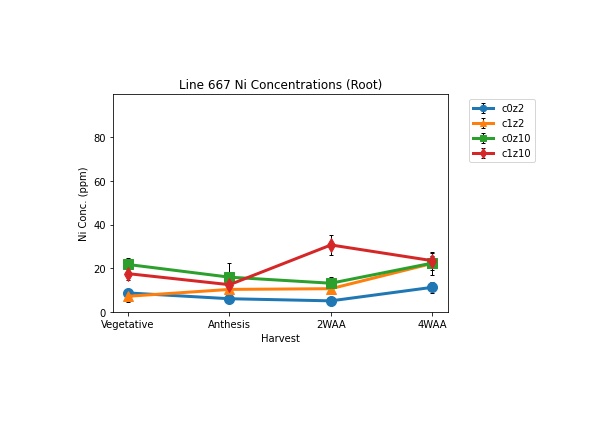 Line 667 Ni Concentrations (Root)
c0z2
c1z2
c0z10
c1z10
Ni Conc. (ppm)
80
60
40
20
0
Vegetative Anthesis 2WAA 4WAA
Harvest